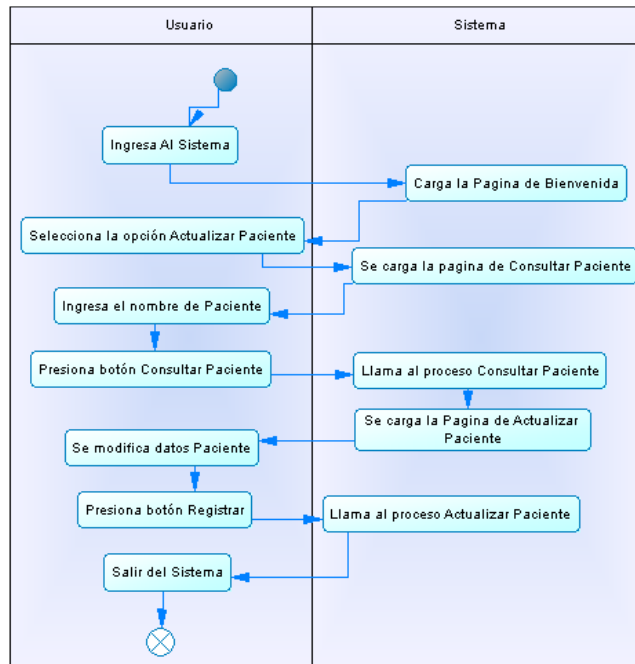 Usuario
Sistema
Ingresa Al Sistema
Carga la Pagina de Bienvenida
Selecciona la opción Actualizar Paciente
Se carga la pagina de Consultar Paciente
Ingresa el nombre de Paciente
Presiona botón Consultar Paciente
Llama al proceso Consultar Paciente
Se carga la Pagina de Actualizar
Paciente
Se modifica datos Paciente
Presiona botón Registrar
Llama al proceso Actualizar Paciente
Salir del Sistema